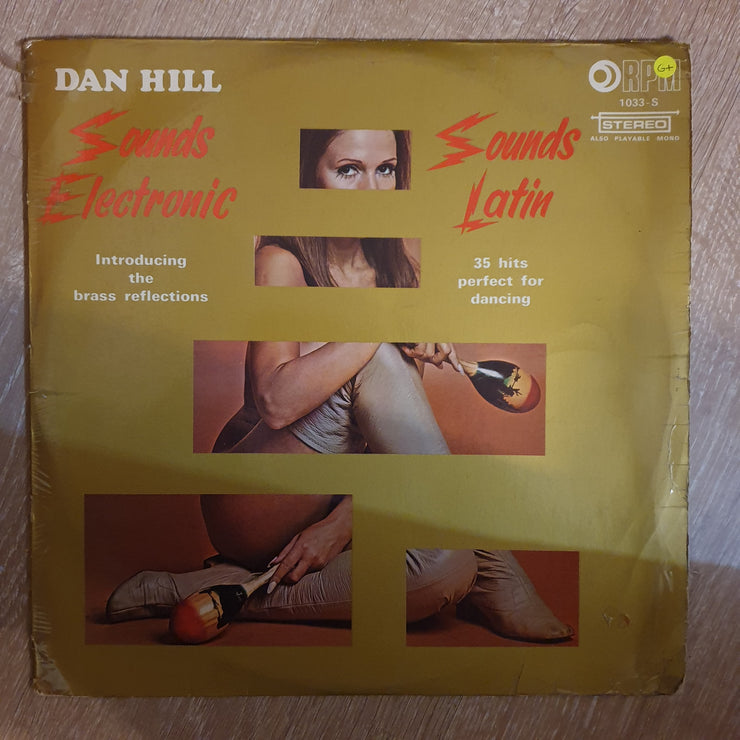 DAN HILL
Sounds
Electronic
Introducing
the
brass reflections
Sounds
Latin
35 hits
perfect for
dancing
G+
RPM
1033-S
STEREO
ALSO PLAYABLE MONO